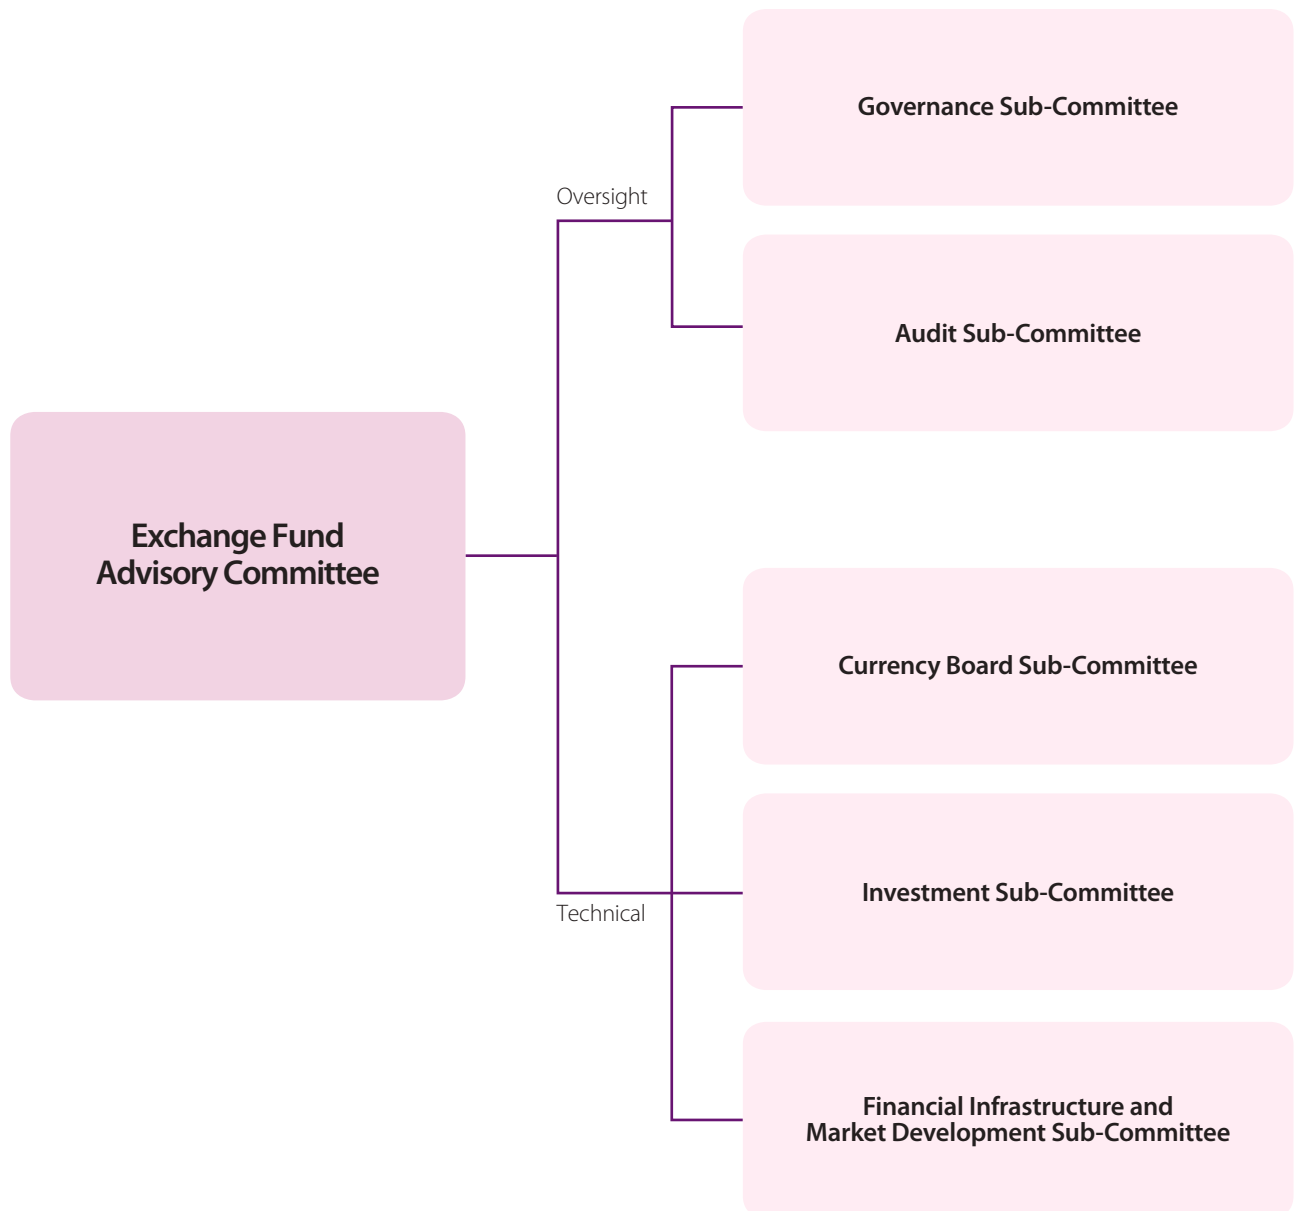 Governance Sub-Committee
Oversight
Audit Sub-Committee
Exchange Fund
Advisory Committee
Currency Board Sub-Committee
Investment Sub-Committee
Technical
Financial Infrastructure and
Market Development Sub-Committee